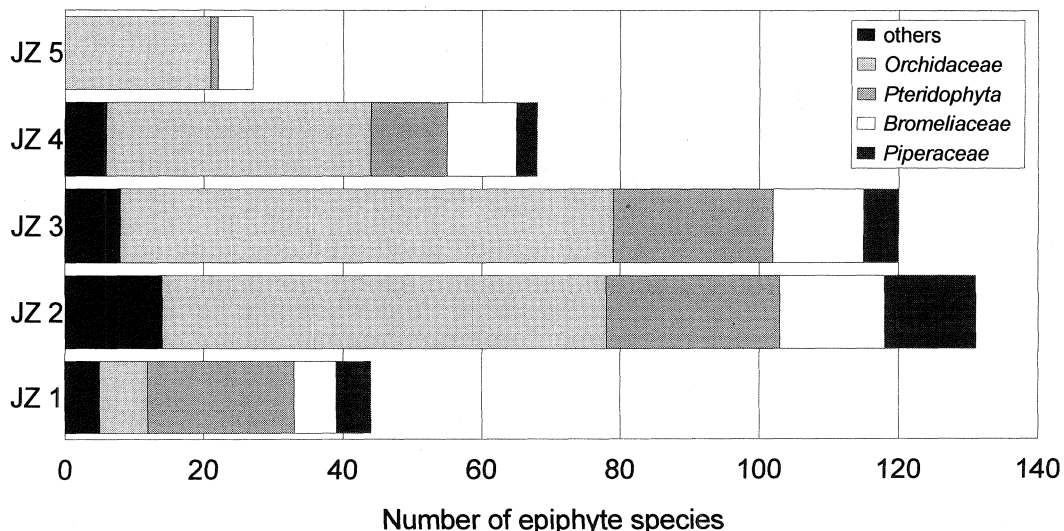 JZ 5
JZ 4
JZ 3
JZ 2
JZ 1
others
Orchidaceae
Pteridophyta
Bromeliaceae
Piperaceae
0 20 40 60 80 100 120 140
Number of epiphyte species